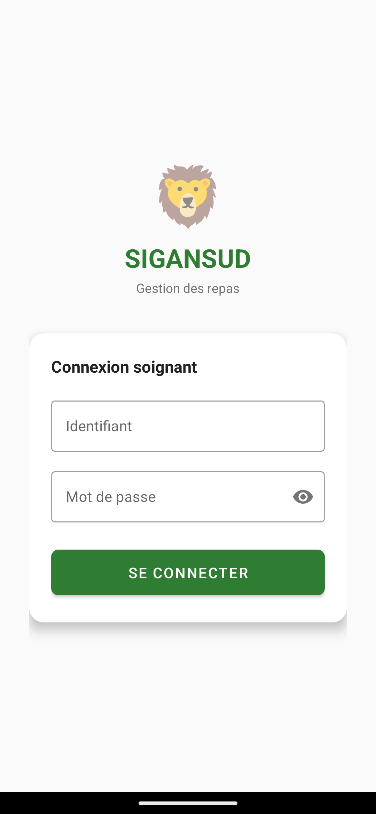 SIGANSUD
Gestion des repas
Connexion soignant
Identifiant
Mot de passe
SE CONNECTER